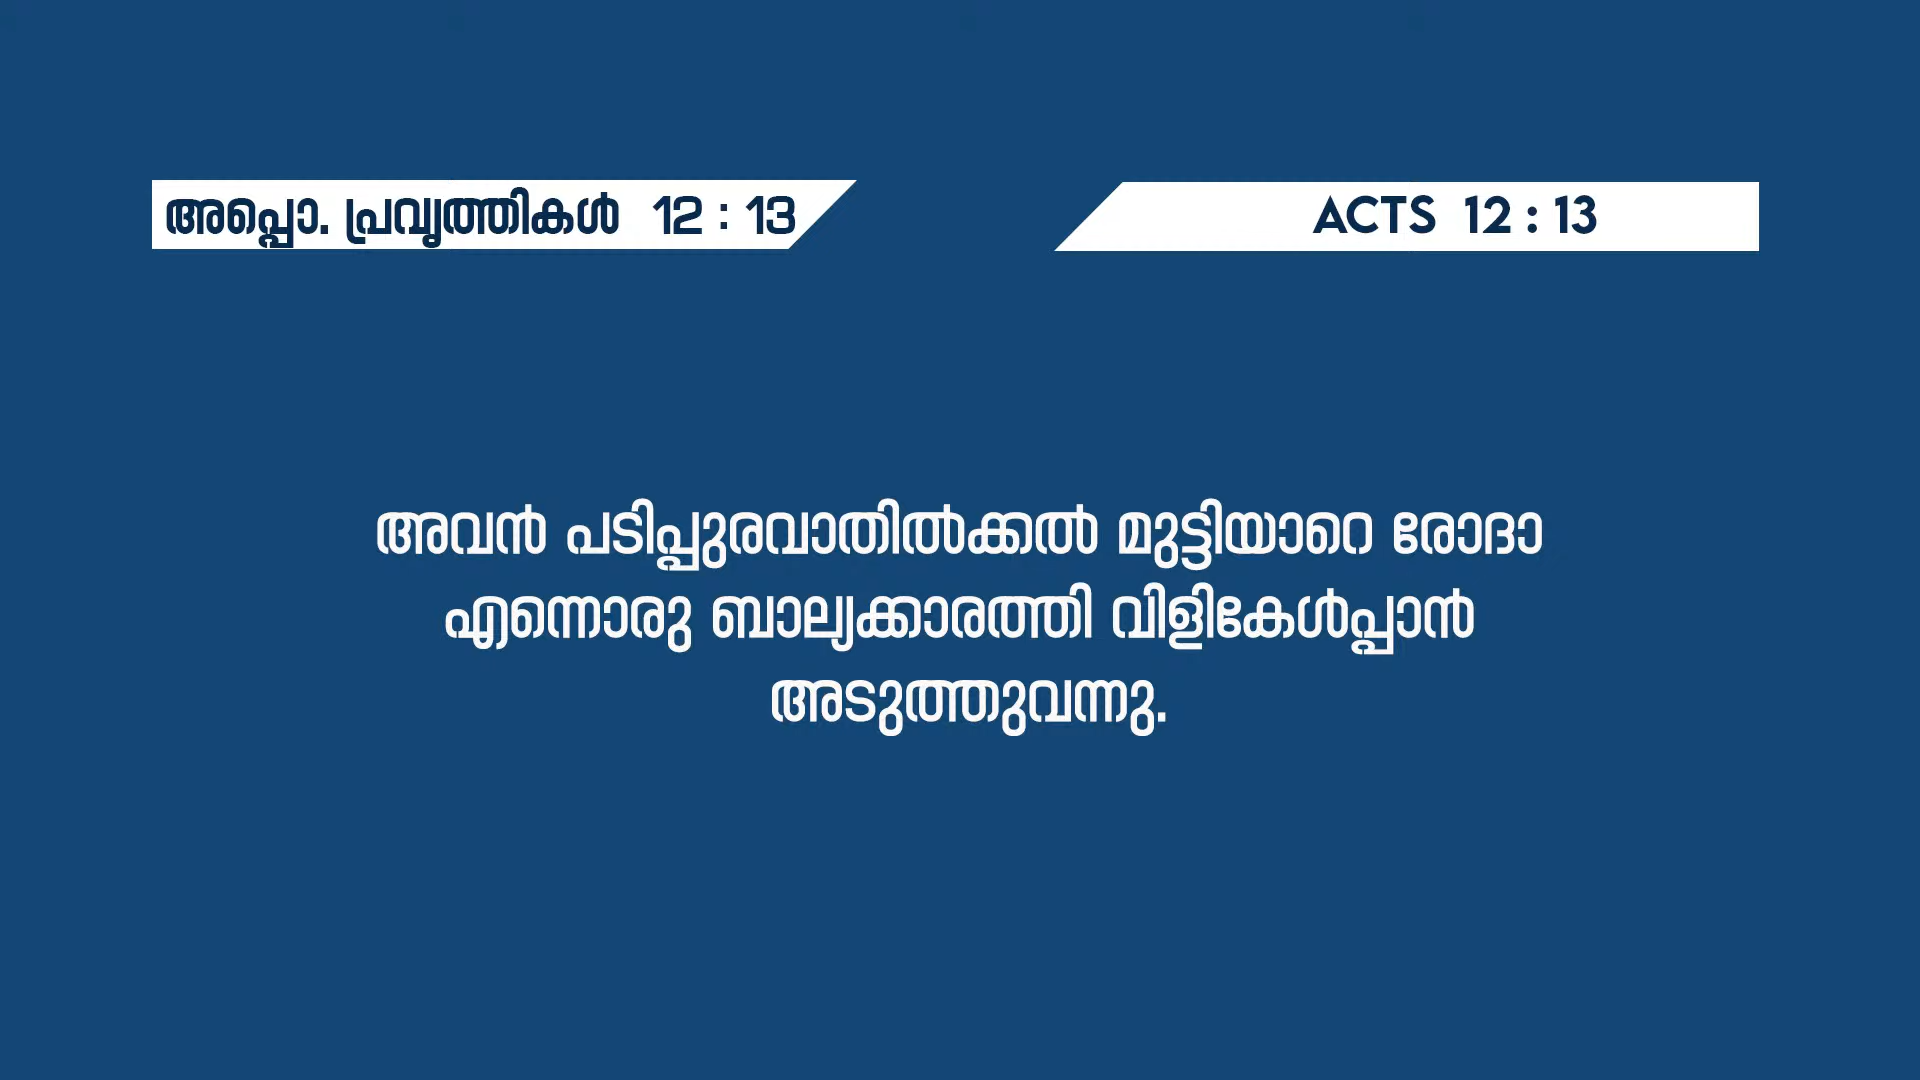 അപ്പൊ. പ്രവൃത്തികൾ 12 : 13
ACTS 12 : 13
അവൻ പടിപ്പുരവാതിൽക്കൽ മുട്ടിയാറെ രോദാ
എന്നൊരു ബാല്യക്കാരത്തി വിളികേൾപ്പാൻ
അടുത്തുവന്നു.